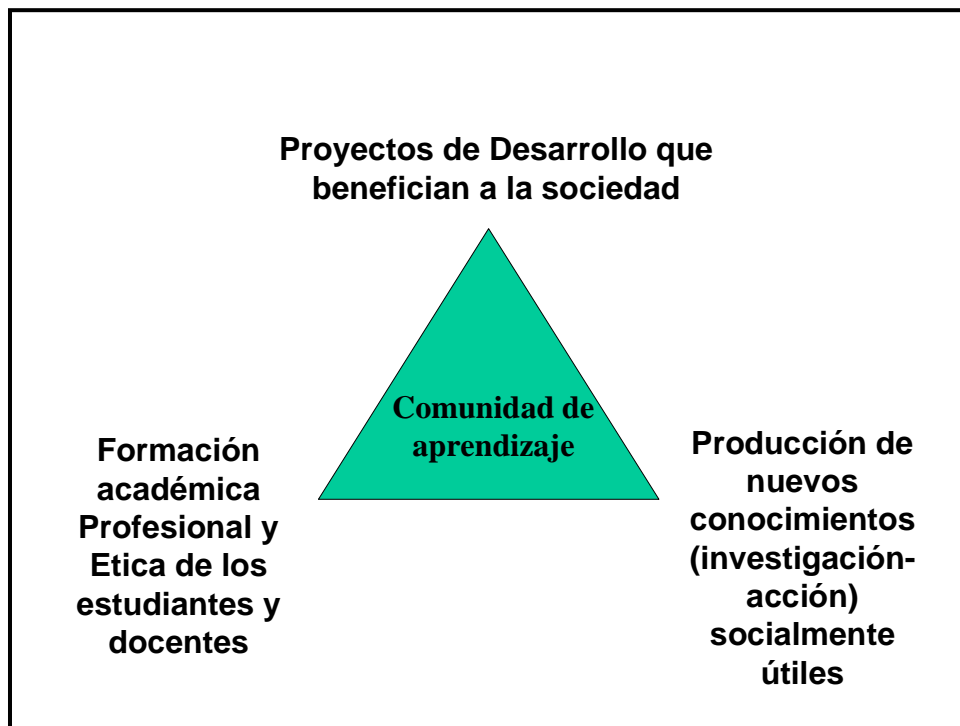 Proyectos de Desarrollo que
benefician a la sociedad
Comunidad de
aprendizaje
Formación
académica
Profesional y
Etica de los
estudiantes y
docentes
Producción de
nuevos
conocimientos
(investigación-
acción)
socialmente
útiles